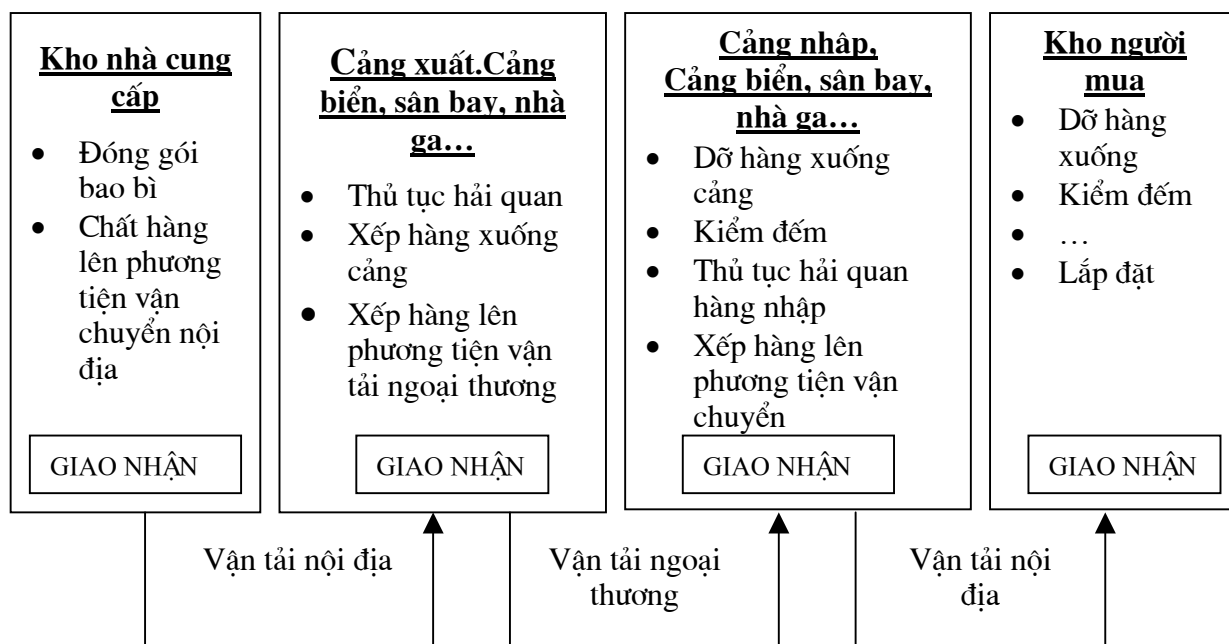 Kho nhà cung
cấp
• Đóng gói
bao bì
• Chất hàng
lên phương
tiện vận
chuyển nội
địa
GIAO NHẬN
Cảng xuất.Cảng
biển, sân bay, nhà
ga…
• Thủ tục hải quan
• Xếp hàng xuống
cảng
• Xếp hàng lên
phương tiện vận
tải ngoại thương
GIAO NHẬN
Cảng nhâp,
Cảng biển, sân bay,
nhà ga…
• Dỡ hàng xuống
cảng
• Kiểm đếm
• Thủ tục hải quan
hàng nhập
• Xếp hàng lên
phương tiện vận
chuyển
GIAO NHẬN
Kho người
mua
• Dỡ hàng
xuống
• Kiểm đếm
• …
• Lắp đặt
GIAO NHẬN
Vận tải nội địa
Vận tải ngoại
thương
Vận tải nội
địa